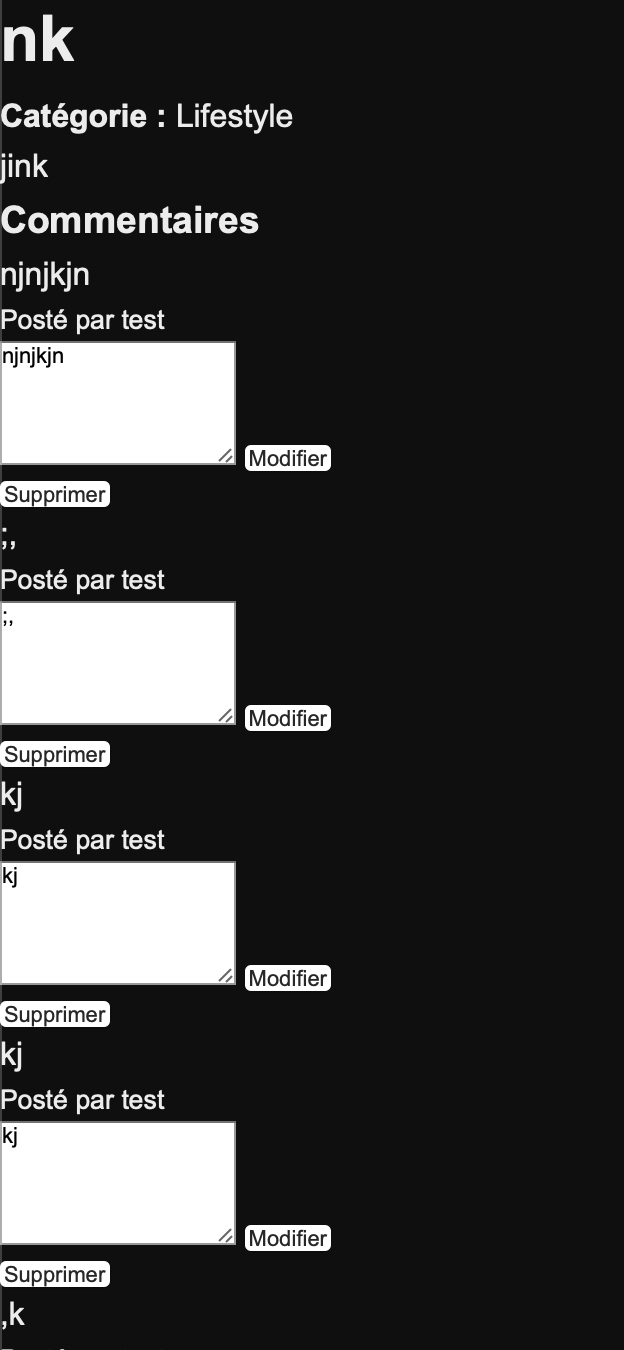 nk
Catégorie : Lifestyle
jink
Commentaires
njnjkjn
Posté par test
njnjkjn
Modifier
Supprimer
;,
Posté par test
;,
Modifier
Supprimer
kj
Posté par test
kj
Modifier
Supprimer
kj
Posté par test
kj
Modifier
Supprimer
,k